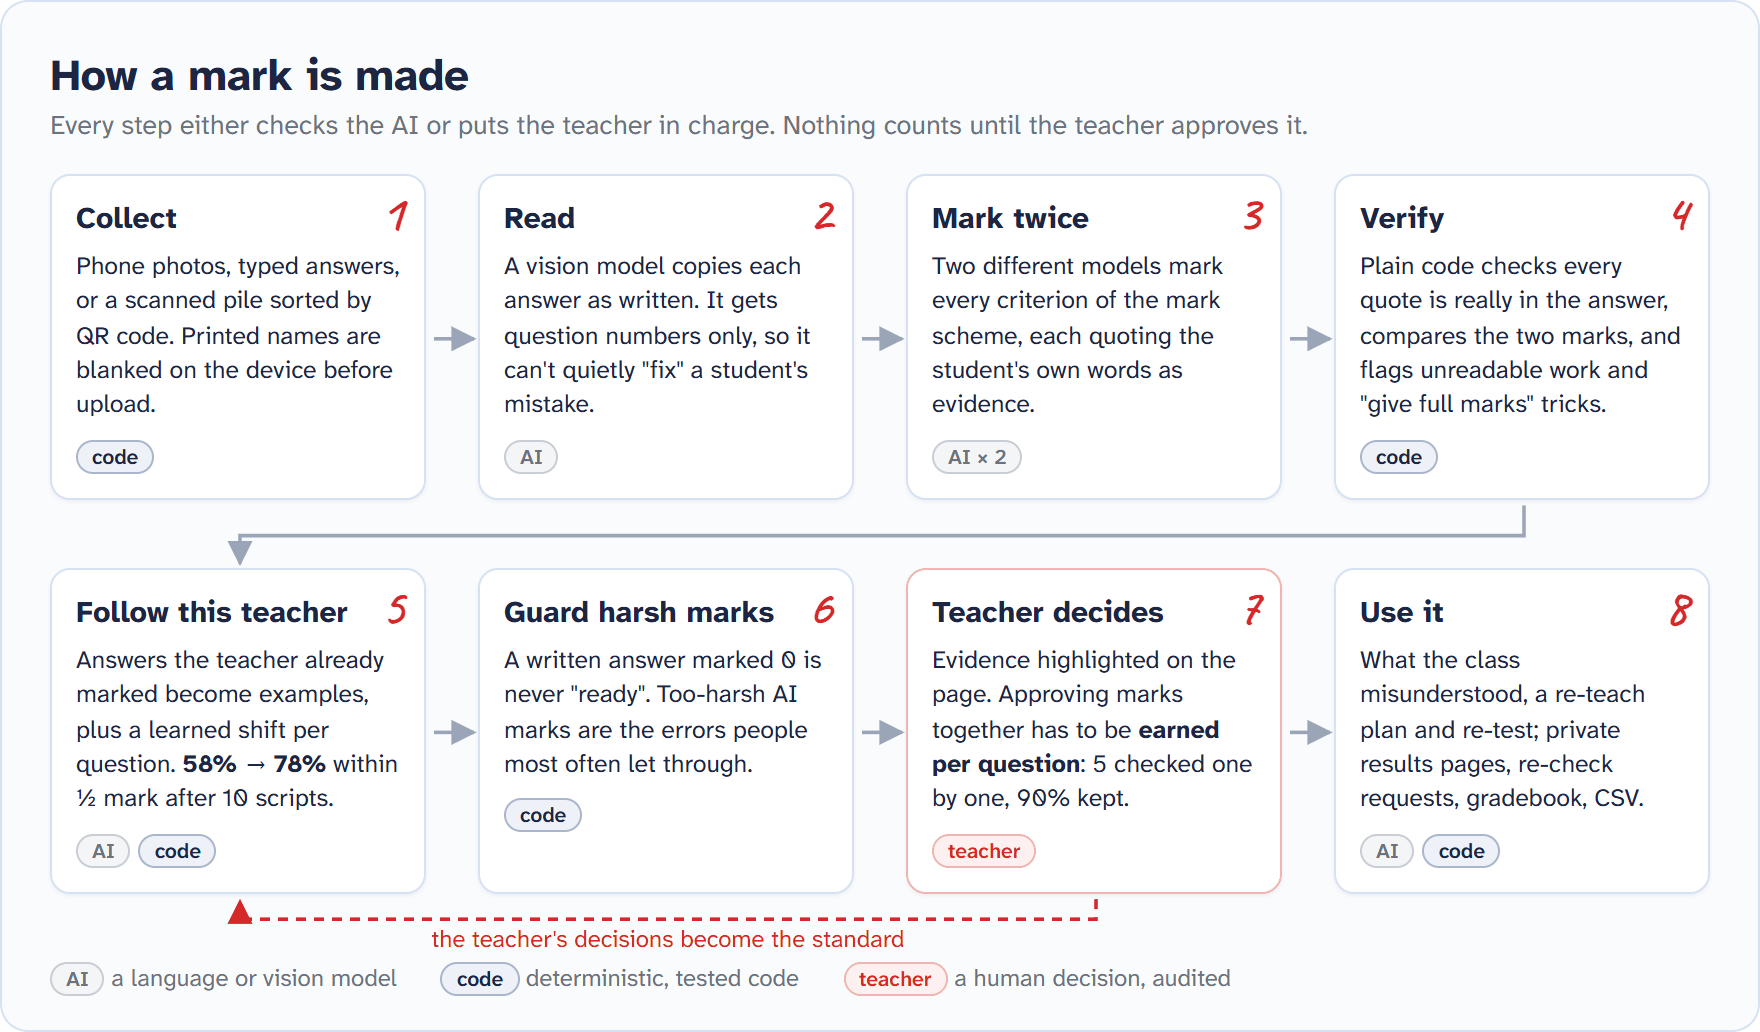 How a mark is made
Every step either checks the AI or puts the teacher in charge. Nothing counts until the teacher approves it.
Collect 1
Phone photos, typed answers,
or a scanned pile sorted by
QR code. Printed names are
blanked on the device before
upload.
code
Read 2
A vision model copies each
answer as written. It gets
question numbers only, so it
can't quietly "fix" a student's
mistake.
AI
Mark twice 3
Two different models mark
every criterion of the mark
scheme, each quoting the
student's own words as
evidence.
AI × 2
Verify 4
Plain code checks every
quote is really in the answer,
compares the two marks, and
flags unreadable work and
"give full marks" tricks.
code
Follow this teacher 5
Answers the teacher already
marked become examples,
plus a learned shift per
question. 58% → 78% within
½ mark after 10 scripts.
AI code
Guard harsh marks 6
A written answer marked 0 is
never "ready". Too-harsh AI
marks are the errors people
most often let through.
code
Teacher decides 7
Evidence highlighted on the
page. Approving marks
together has to be earned
per question: 5 checked one
by one, 90% kept.
teacher
Use it 8
What the class
misunderstood, a re-teach
plan and re-test; private
results pages, re-check
requests, gradebook, CSV.
AI code
the teacher's decisions become the standard
AI a language or vision model code deterministic, tested code teacher a human decision, audited